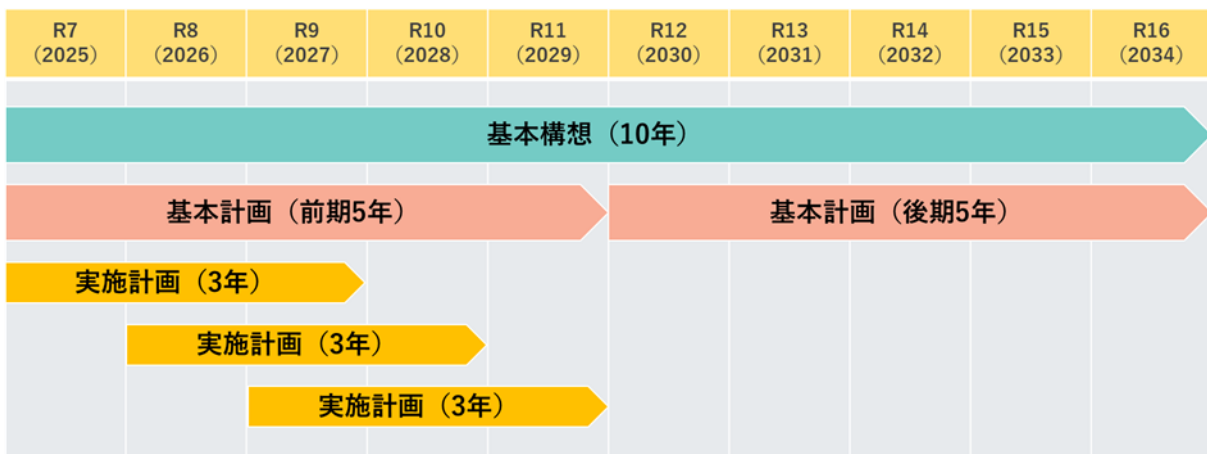 R7
（2025）
R8
（2026）
R9
（2027）
R10
（2028）
R11
（2029）
R12
（2030）
R13
（2031）
R14
（2032）
R15
（2033）
R16
（2034）
基本構想（10年）
基本計画（前期5年）
基本計画（後期5年）
実施計画（3年）
実施計画（3年）
実施計画（3年）